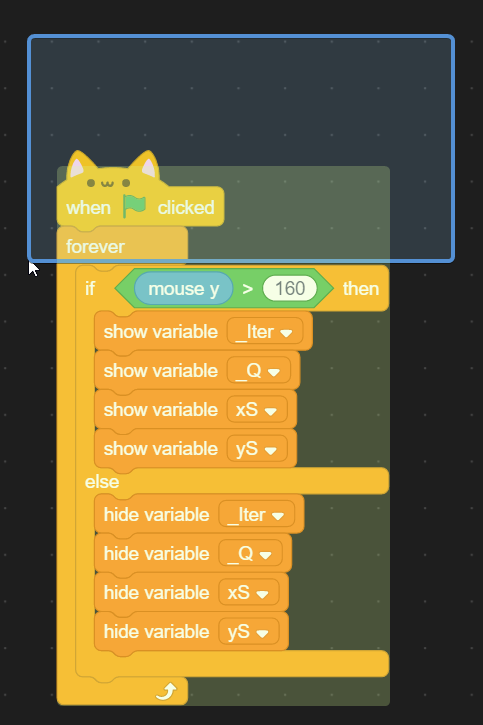 when clicked
forever
if mouse y > 160 then
show variable _Iter
show variable _Q
show variable xS
show variable yS
else
hide variable _Iter
hide variable _Q
hide variable xS
hide variable yS